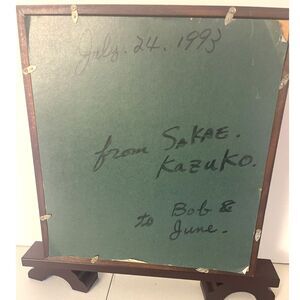 July. 24. 1993
from SAKAE.
KAZUKO.
to Bob &
June.